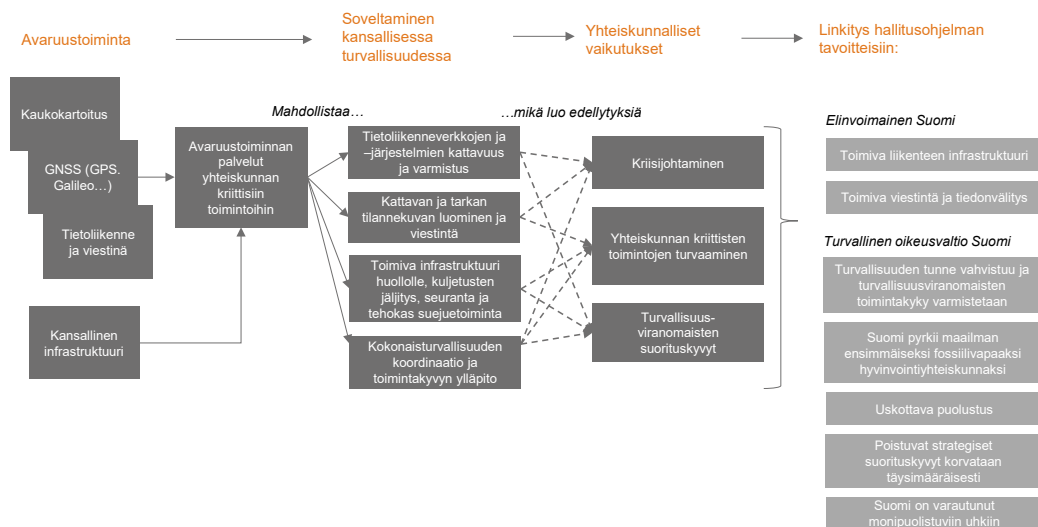 Avaruustoiminta
Soveltaminen
kansallisessa
turvallisuudessa
Yhteiskunnalliset
vaikutukset
Linkitys hallitusohjelman
tavoitteisiin:
Kaukokartoitus
GNSS (GPS.
Galileo…)
Tietoliikenne
ja viestinä
Kansallinen
infrastruktuuri
Avaruustoiminnan
palvelut
yhteiskunnan
kriittisiin
toimintoihin
Mahdollistaa…
Tietoliikenneverkkojen ja
–järjestelmien kattavuus
ja varmistus
Kattavan ja tarkan
tilannekuvan luominen ja
viestintä
Toimiva infrastruktuuri
huollolle, kuljetusten
jäljitys, seuranta ja
tehokas suejuetoiminta
Kokonaisturvallisuuden
koordinaatio ja
toimintakyvyn ylläpito
…mikä luo edellytyksiä
Kriisijohtaminen
Yhteiskunnan kriittisten
toimintojen turvaaminen
Turvallisuus-
viranomaisten
suorituskyvyt
Elinvoimainen Suomi
Toimiva liikenteen infrastruktuuri
Toimiva viestintä ja tiedonvälitys
Turvallinen oikeusvaltio Suomi
Turvallisuuden tunne vahvistuu ja
turvallisuusviranomaisten
toimintakyky varmistetaan
Suomi pyrkii maailman
ensimmäiseksi fossiilivapaaksi
hyvinvointiyhteiskunnaksi
Uskottava puolustus
Poistuvat strategiset
suorituskyvyt korvataan
täysimääräisesti
Suomi on varautunut
monipuolistuviin uhkiin